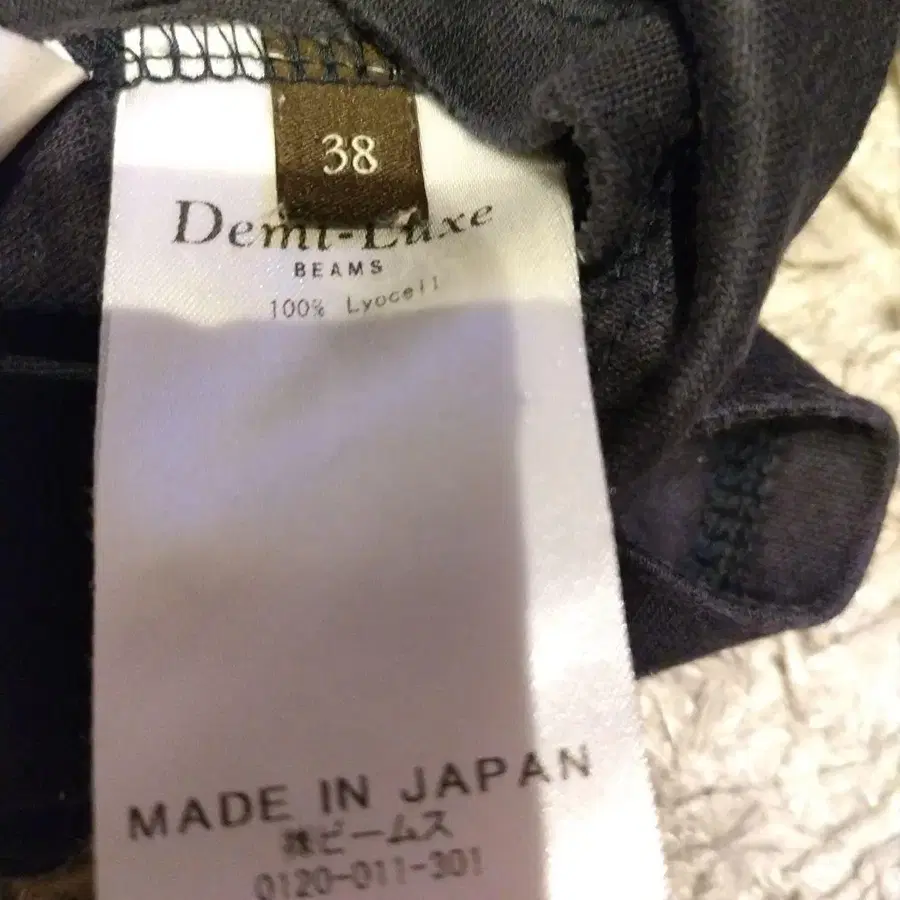 38
Demi-Luxe
BEAMS
100% Lyocell
MADE IN JAPAN
㈱ビームス
0120-011-301